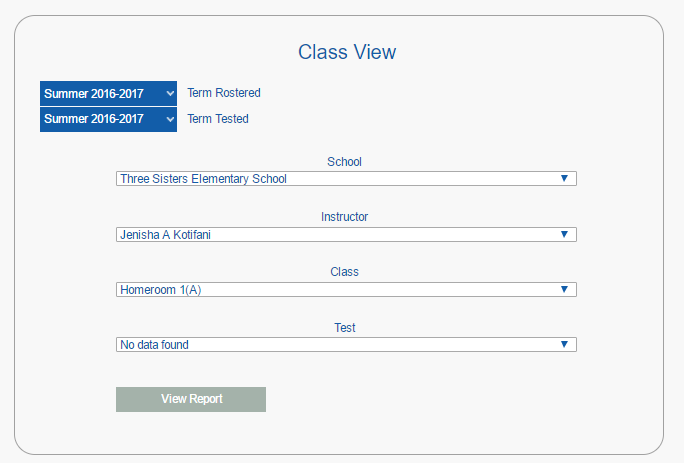 Class View
Summer 2016-2017 Term Rostered
Summer 2016-2017 Term Tested
School
Three Sisters Elementary School
Instructor
Jenisha A Kotifani
Class
Homeroom 1(A)
Test
No data found
View Report